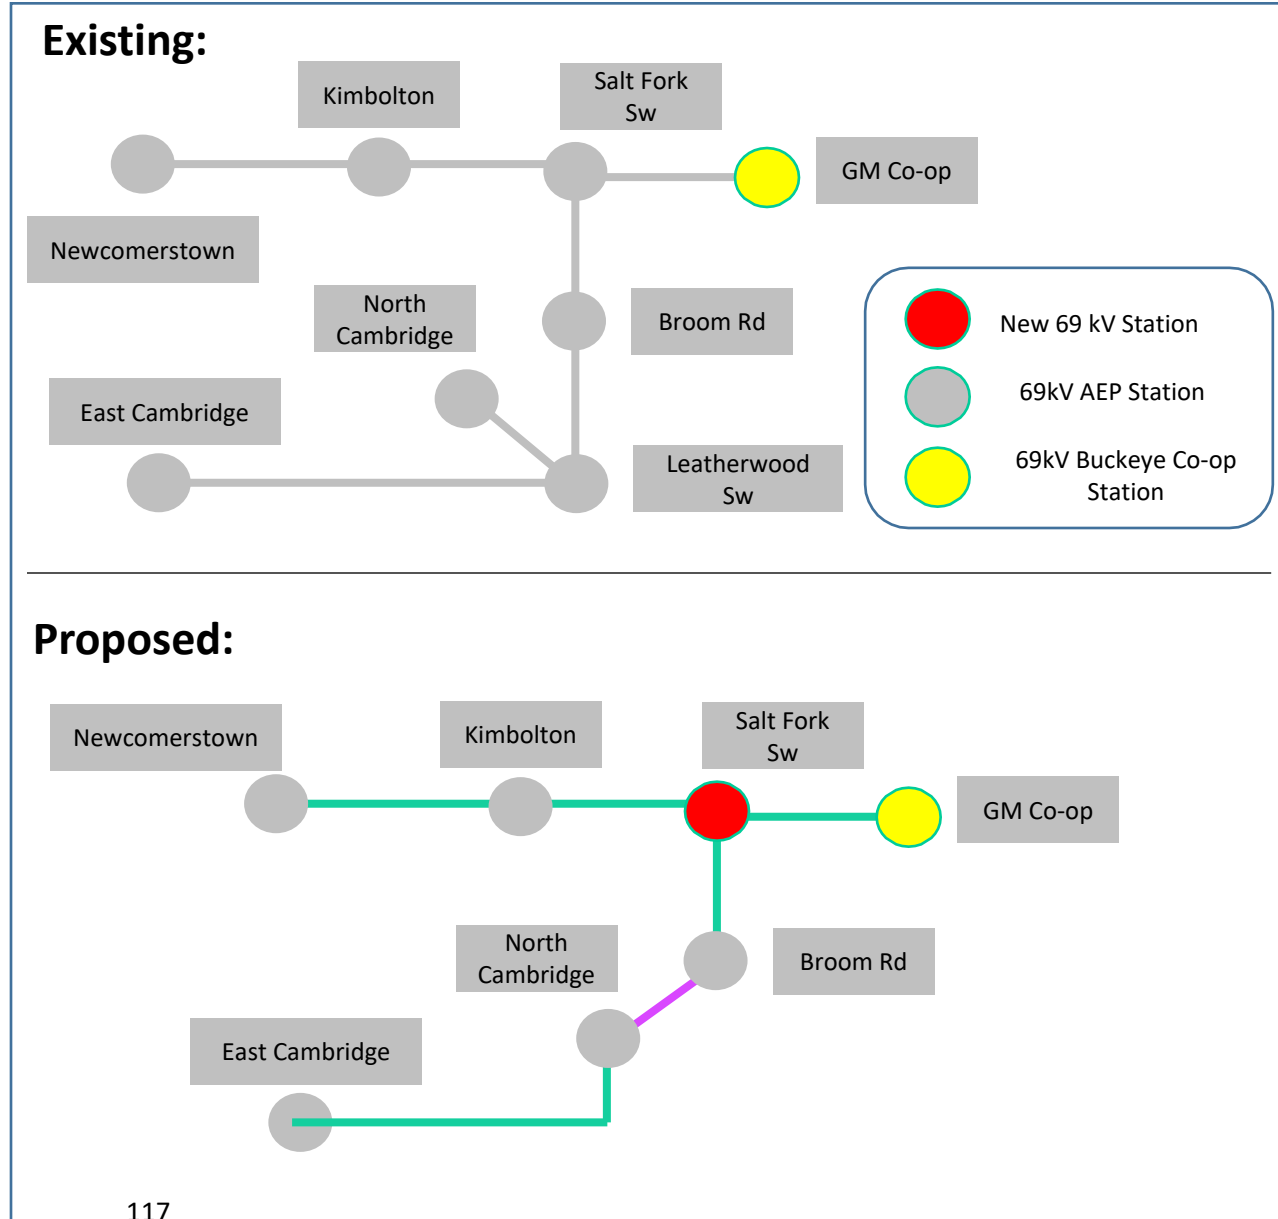 Existing:
Kimbolton
Salt Fork
Sw
GM Co-op
Newcomerstown
North
Cambridge
Broom Rd
East Cambridge
Leatherwood
Sw
New 69 kV Station
69kV AEP Station
69kV Buckeye Co-op
Station
Proposed:
Newcomerstown
Kimbolton
Salt Fork
Sw
GM Co-op
North
Cambridge
Broom Rd
East Cambridge
117